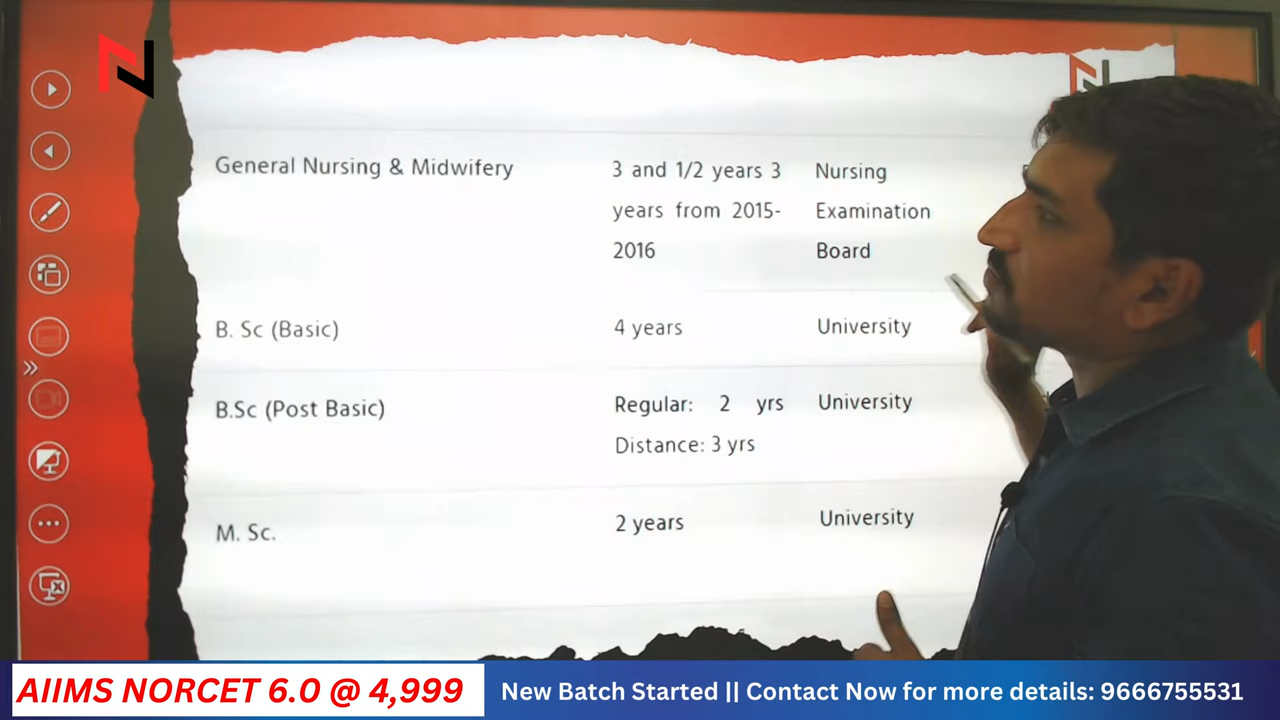 General Nursing & Midwifery
3 and 1/2 years 3
years from 2015-
2016
Nursing
Examination
Board
B. Sc (Basic)
4 years
University
B.Sc (Post Basic)
Regular: 2 yrs
Distance: 3 yrs
University
M. Sc.
2 years
University
AIIMS NORCET 6.0 @ 4,999
New Batch Started || Contact Now for more details: 9666755531